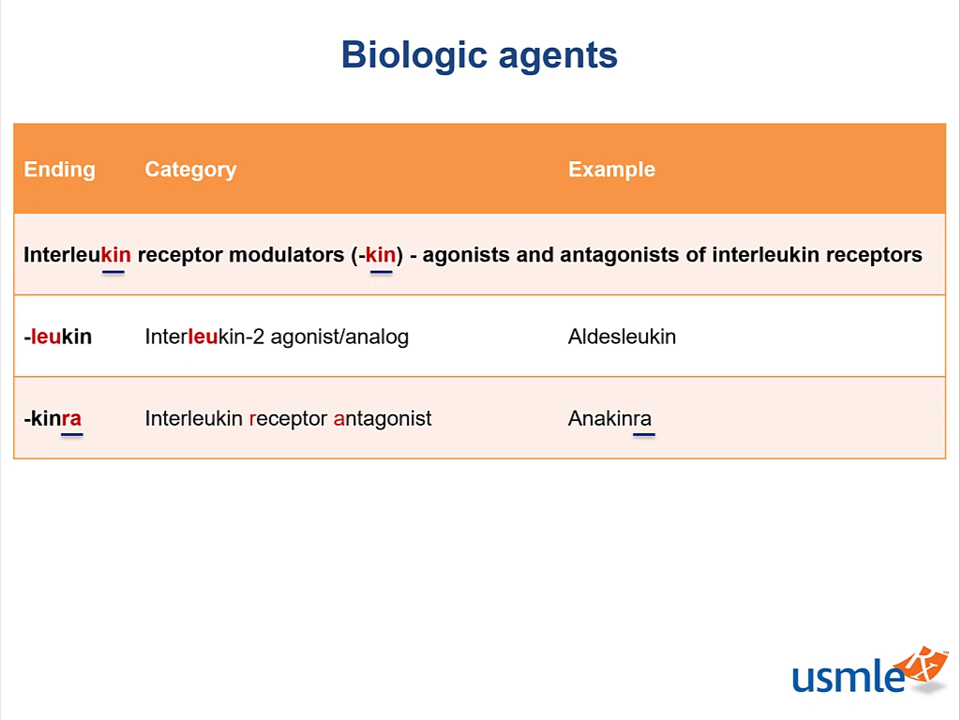 Biologic agents
Ending Category Example
Interleukin receptor modulators (-kin) - agonists and antagonists of interleukin receptors
-leukin Interleukin-2 agonist/analog Aldesleukin
-kinra Interleukin receptor antagonist Anakinra
usmle Rx™